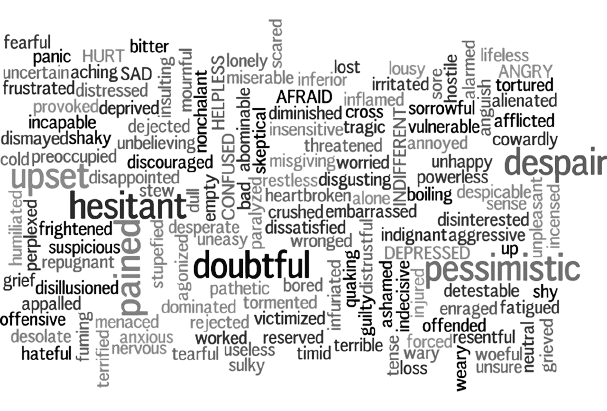 fearful
panic
HURT
bitter
insulting
mournful
HELPLESS
lonely
scared
lost
lousy
sore
hostile
alarmed
lifeless
ANGRY
uncertain
aching
SAD
miserable
inferior
irritated
anguish
tortured
frustrated
distressed
nonchalant
abominable
AFRAID
inflamed
alienated
provoked
deprived
skeptical
diminished
cross
sorrowful
afflicted
incapable
dejected
insensitive
tragic
INDIFFERENT
vulnerable
cowardly
dismayed
shaky
unbelieving
CONFUSED
threatened
annoyed
cold
preoccupied
discouraged
misgiving
worried
unhappy
despair
upset
disappointed
empty
bad
restless
disgusting
powerless
stew
dull
paralyzed
heartbroken
alone
boiling
despicable
sense
unpleasant
incensed
humiliated
perplexed
hesitant
crushed
embarrassed
disinterested
frightened
pained
stupefied
desperate
dissatisfied
distrustful
indignant
aggressive
suspicious
agonized
uneasy
wronged
quaking
DEPRESSED
up
repugnant
doubtful
infuriated
pessimistic
grief
disillusioned
pathetic
bored
guilty
ashamed
indecisive
injured
detestable
shy
appalled
dominated
tormented
enraged
fatigued
offensive
fuming
menaced
rejected
victimized
offended
neutral
grieved
desolate
terrified
anxious
worked
reserved
terrible
tense
forced
resentful
hateful
nervous
tearful
useless
timid
wary
weary
woeful
sulky
loss
unsure